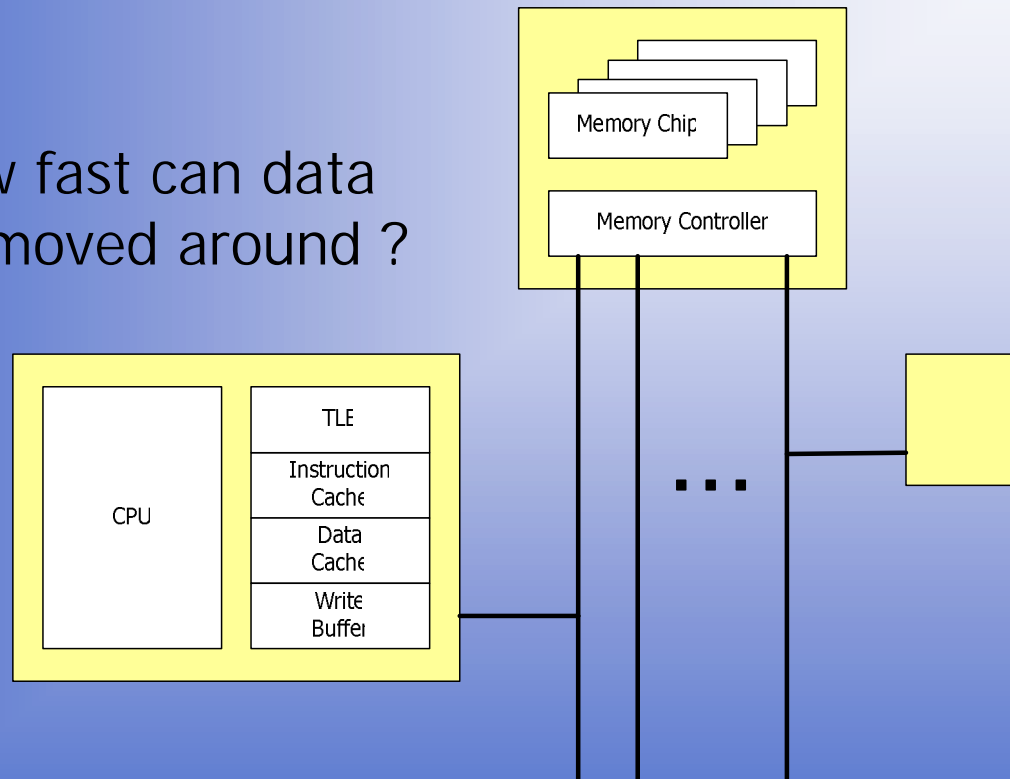 w fast can data
moved around ?
Memory Chip
Memory Controller
CPU
TLB
Instruction
Cache
Data
Cache
Write
Buffer
...